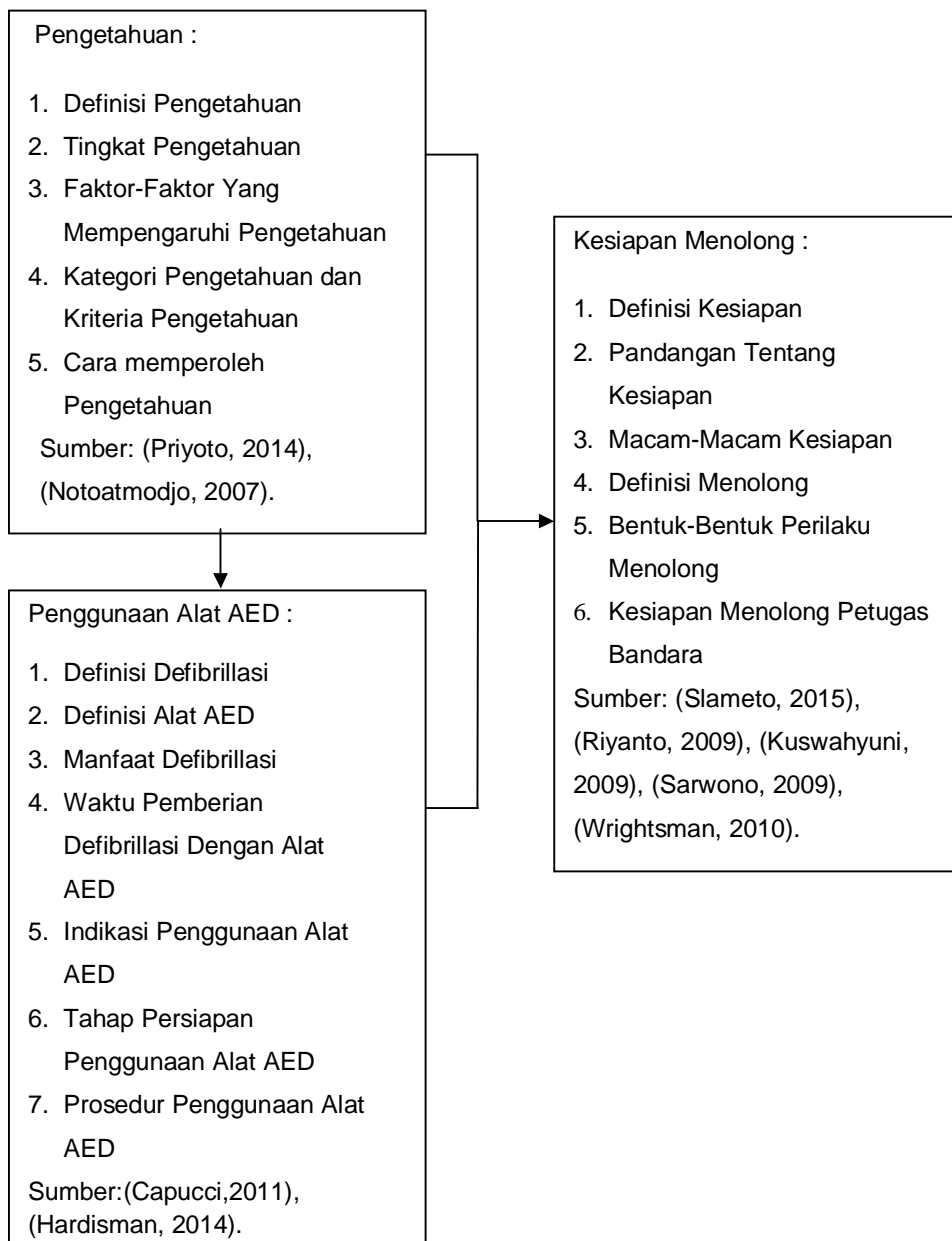 Pengetahuan :
1. Definisi Pengetahuan
2. Tingkat Pengetahuan
3. Faktor-Faktor Yang
Mempengaruhi Pengetahuan
4. Kategori Pengetahuan dan
Kriteria Pengetahuan
5. Cara memperoleh
Pengetahuan
Sumber: (Priyoto, 2014),
(Notoatmodjo, 2007).
Penggunaan Alat AED :
1. Definisi Defibrillasi
2. Definisi Alat AED
3. Manfaat Defibrillasi
4. Waktu Pemberian
Defibrillasi Dengan Alat
AED
5. Indikasi Penggunaan Alat
AED
6. Tahap Persiapan
Penggunaan Alat AED
7. Prosedur Penggunaan Alat
AED
Sumber:(Capucci,2011),
(Hardisman, 2014).
Kesiapan Menolong :
1. Definisi Kesiapan
2. Pandangan Tentang
Kesiapan
3. Macam-Macam Kesiapan
4. Definisi Menolong
5. Bentuk-Bentuk Perilaku
Menolong
6. Kesiapan Menolong Petugas
Bandara
Sumber: (Slameto, 2015),
(Riyanto, 2009), (Kuswahyuni,
2009), (Sarwono, 2009),
(Wrightsman, 2010).